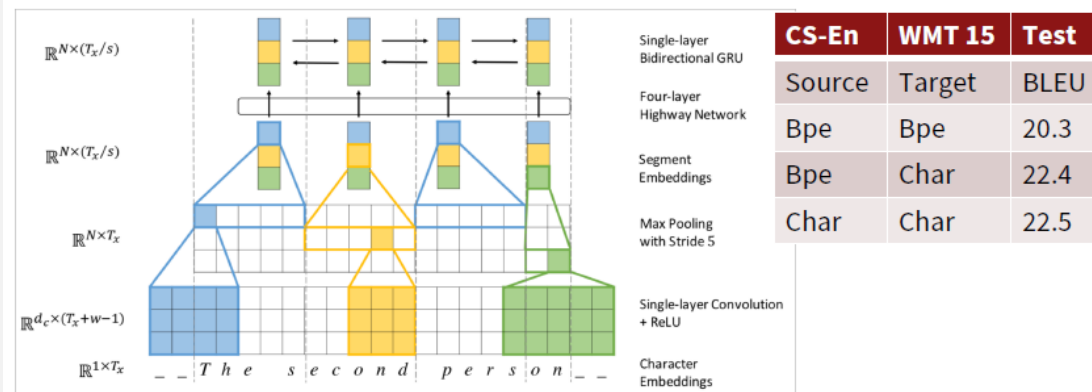 ℝ^{N×(T_x/s)}
Single-layer
Bidirectional GRU
Four-layer
Highway Network
ℝ^{N×(T_x/s)}
Segment
Embeddings
ℝ^{N×T_x}
Max Pooling
with Stride 5
ℝ^{d_c×(T_x+w−1)}
Single-layer Convolution
+ ReLU
ℝ^{1×T_x}
_ _ T h e s e c o n d p e r s o n _ _
Character
Embeddings
CS-En WMT 15 Test
Source Target BLEU
Bpe Bpe 20.3
Bpe Char 22.4
Char Char 22.5